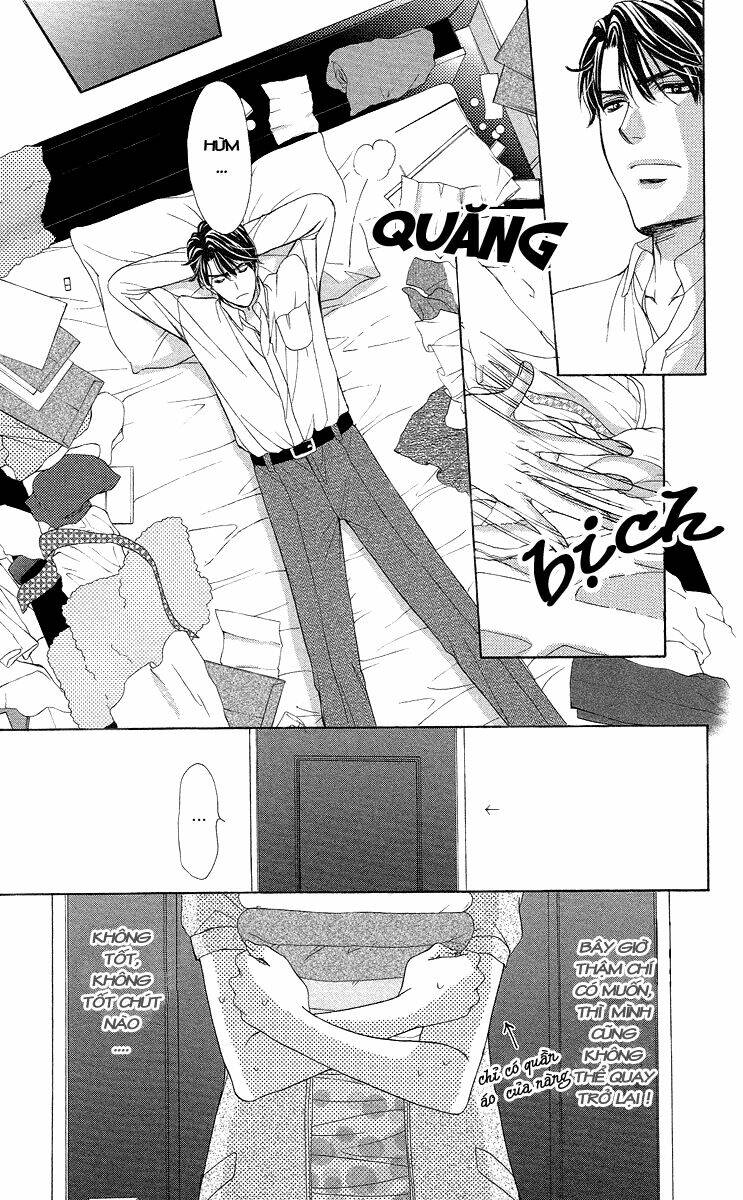 QUĂNG
bịch
HỪM
...
...
BÂY GIỜ
THẬM CHÍ
CÓ MUỐN,
THÌ MÌNH
CŨNG
KHÔNG
THỂ QUAY
TRỞ LẠI!
chỉ có quần
áo của nàng
KHÔNG
TỐT,
KHÔNG
TỐT CHÚT
NÀO
....